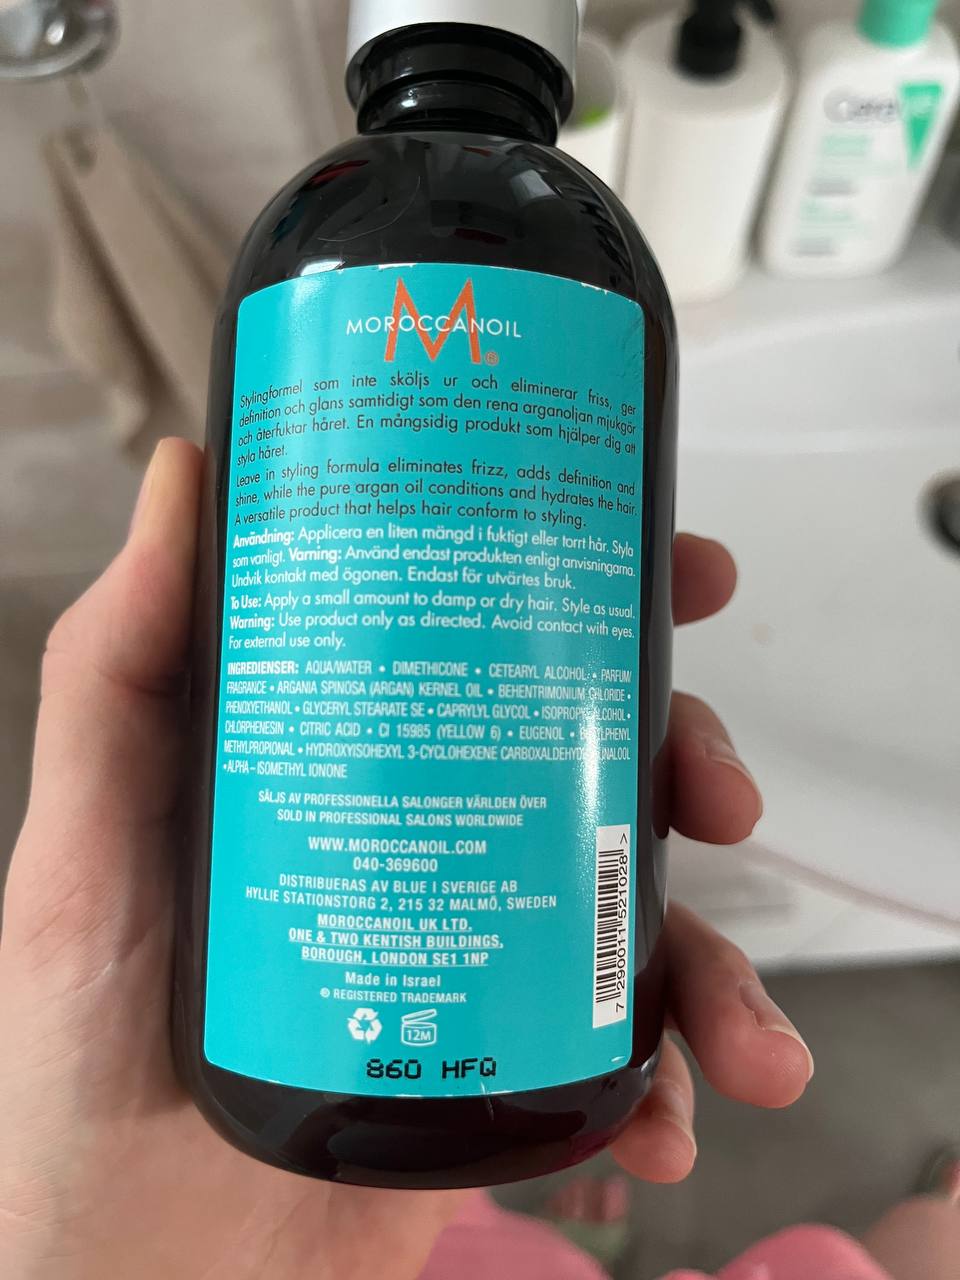 CeraVe
M
MOROCCANOIL
®
Stylingformel som inte sköljs ur och eliminerar friss, ger
definition och glans samtidigt som den rena arganoljan mjukgör
och återfuktar håret. En mångsidig produkt som hjälper dig att
styla håret.
Leave in styling formula eliminates frizz, adds definition and
shine, while the pure argan oil conditions and hydrates the hair.
A versatile product that helps hair conform to styling.
Användning: Applicera en liten mängd i fuktigt eller torrt hår. Styla
som vanligt. Varning: Använd endast produkten enligt anvisningarna.
Undvik kontakt med ögonen. Endast för utvärtes bruk.
To Use: Apply a small amount to damp or dry hair. Style as usual.
Warning: Use product only as directed. Avoid contact with eyes.
For external use only.
INGREDIENSER: AQUA/WATER • DIMETHICONE • CETEARYL ALCOHOL • PARFUM/
FRAGRANCE • ARGANIA SPINOSA (ARGAN) KERNEL OIL • BEHENTRIMONIUM CHLORIDE •
PHENOXYETHANOL • GLYCERYL STEARATE SE • CAPRYLYL GLYCOL • ISOPROPYL ALCOHOL •
CHLORPHENESIN • CITRIC ACID • CI 15985 (YELLOW 6) • EUGENOL • BUTYLPHENYL
METHYLPROPIONAL • HYDROXYISOHEXYL 3-CYCLOHEXENE CARBOXALDEHYDE • LINALOOL
• ALPHA – ISOMETHYL IONONE
SÄLJS AV PROFESSIONELLA SALONGER VÄRLDEN ÖVER
SOLD IN PROFESSIONAL SALONS WORLDWIDE
WWW.MOROCCANOIL.COM
040-369600
DISTRIBUERAS AV BLUE I SVERIGE AB
HYLLIE STATIONSTORG 2, 215 32 MALMÖ, SWEDEN
MOROCCANOIL UK LTD.
ONE & TWO KENTISH BUILDINGS,
BOROUGH, LONDON SE1 1NP
Made in Israel
® REGISTERED TRADEMARK
12M
860 HFQ
7 290011 521028 >